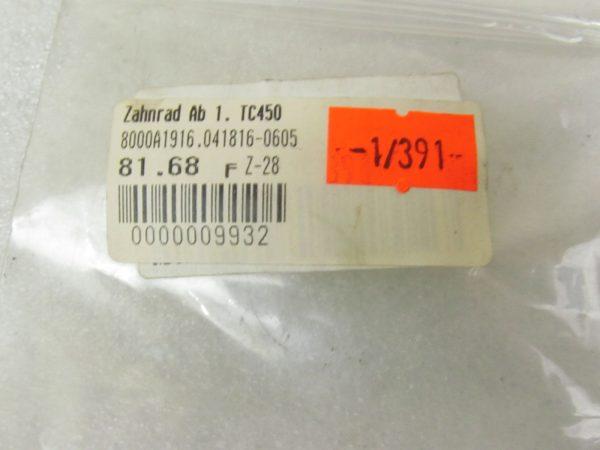 Zahnrad Ab 1. TC450
8000A1916.041816-0605
81.68 F Z-28
0000009932
-1/391-